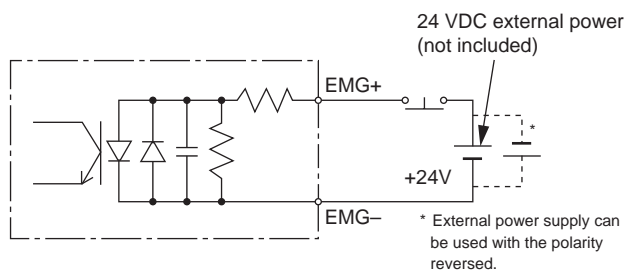 24 VDC external power
(not included)
EMG+
*
+24V
EMG–
* External power supply can
be used with the polarity
reversed.